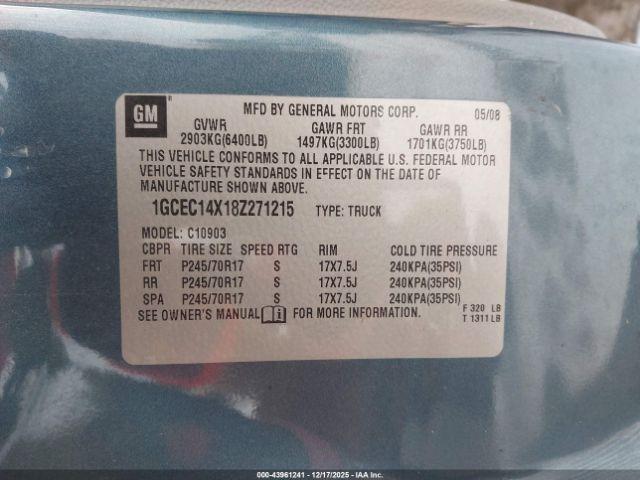 GM
®
MFD BY GENERAL MOTORS CORP. 05/08
GVWR GAWR FRT GAWR RR
2903KG(6400LB) 1497KG(3300LB) 1701KG(3750LB)
THIS VEHICLE CONFORMS TO ALL APPLICABLE U.S. FEDERAL MOTOR
VEHICLE SAFETY STANDARDS IN EFFECT ON THE DATE OF
MANUFACTURE SHOWN ABOVE.
1GCEC14X18Z271215 TYPE: TRUCK
MODEL: C10903
CBPR TIRE SIZE SPEED RTG RIM COLD TIRE PRESSURE
FRT P245/70R17 S 17X7.5J 240KPA(35PSI)
RR P245/70R17 S 17X7.5J 240KPA(35PSI)
SPA P245/70R17 S 17X7.5J 240KPA(35PSI)
SEE OWNER'S MANUAL i FOR MORE INFORMATION.
F 320 LB
T 1311 LB
000-43961241 - 12/17/2025 - IAA Inc.